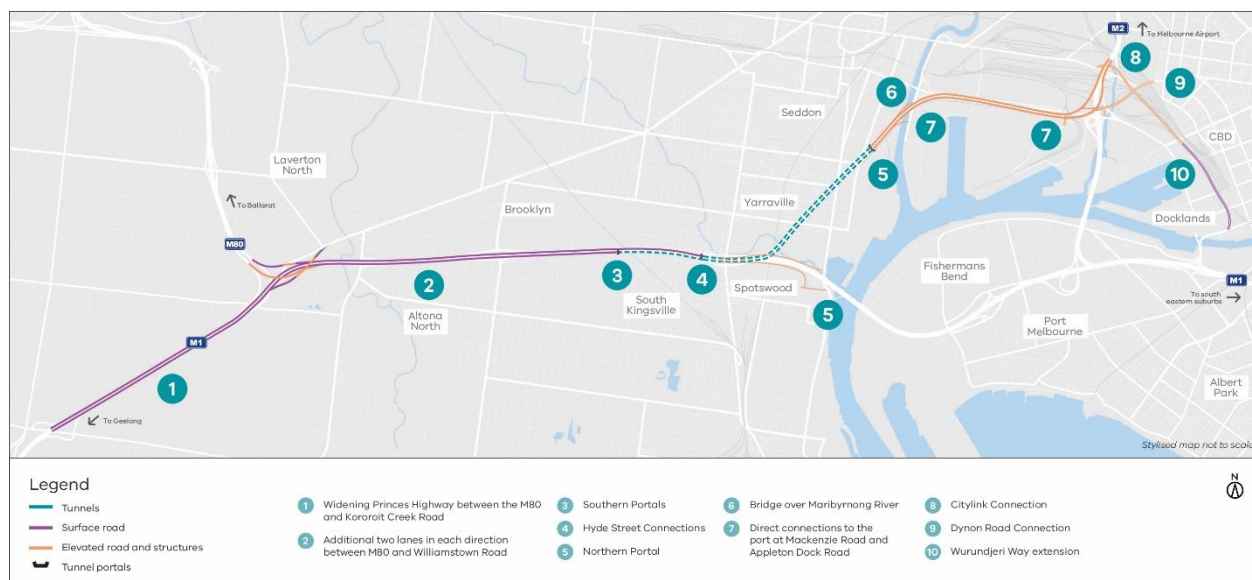 M2
To Melbourne Airport
8
9
6
Seddon
7
7
CBD
5
10
Laverton
North
To Ballarat
Yarraville
Docklands
Brooklyn
M80
3
4
Fishermans
Bend
M1
2
Spotswood
To south
eastern suburbs
South
Kingsville
5
Altona
North
Port
Melbourne
M1
1
Albert
Park
To Geelong
Stylised map not to scale
Legend
Tunnels
Surface road
Elevated road and structures
Tunnel portals
1 Widening Princes Highway between the M80
and Kororoit Creek Road
2 Additional two lanes in each direction
between M80 and Williamstown Road
3 Southern Portals
4 Hyde Street Connections
5 Northern Portal
6 Bridge over Maribyrnong River
7 Direct connections to the
port at Mackenzie Road and
Appleton Dock Road
8 Citylink Connection
9 Dynon Road Connection
10 Wurundjeri Way extension
N